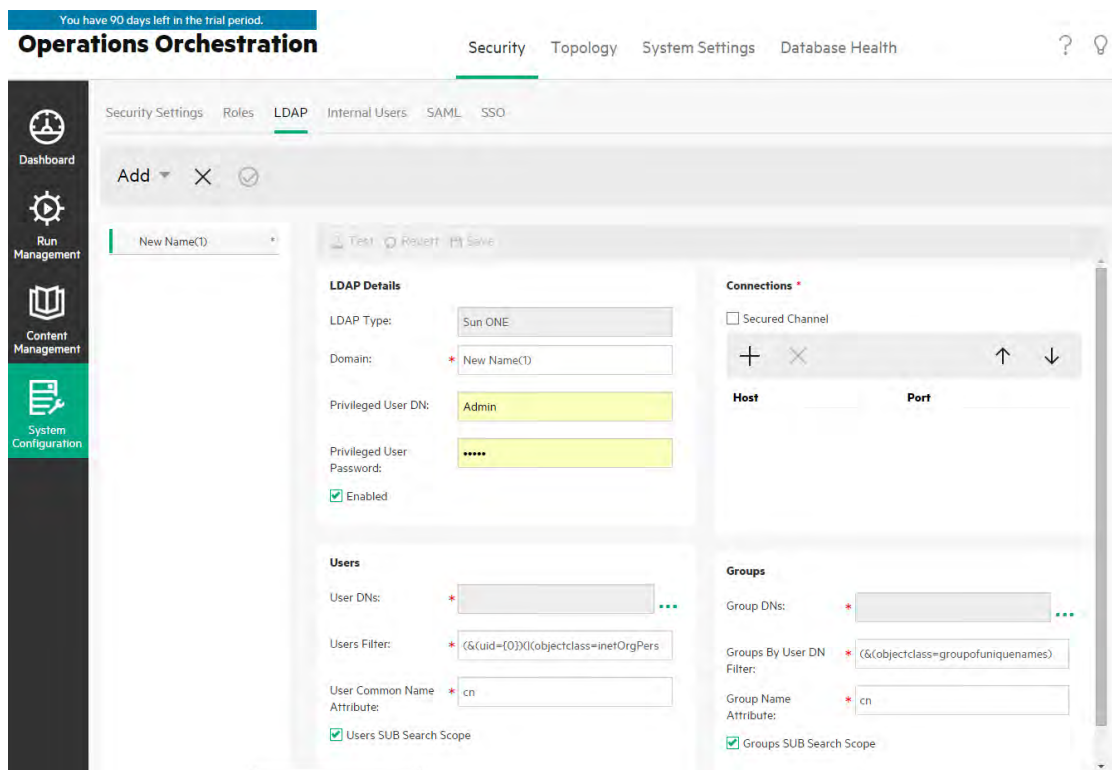 You have 90 days left in the trial period.
Operations Orchestration
Security Topology System Settings Database Health
Security Settings Roles LDAP Internal Users SAML SSO
Dashboard
Run
Management
Content
Management
System
Configuration
Add
New Name(1) *
Test Revert Save
LDAP Details
LDAP Type: Sun ONE
Domain: * New Name(1)
Privileged User DN: Admin
Privileged User
Password: •••••
Enabled
Connections *
Secured Channel
Host Port
Users
User DNs: * ...
Users Filter: * (&(uid={0})(|(objectclass=inetOrgPers
User Common Name
Attribute: * cn
Users SUB Search Scope
Groups
Group DNs: * ...
Groups By User DN
Filter: * (&(objectclass=groupofuniquenames)
Group Name
Attribute: * cn
Groups SUB Search Scope